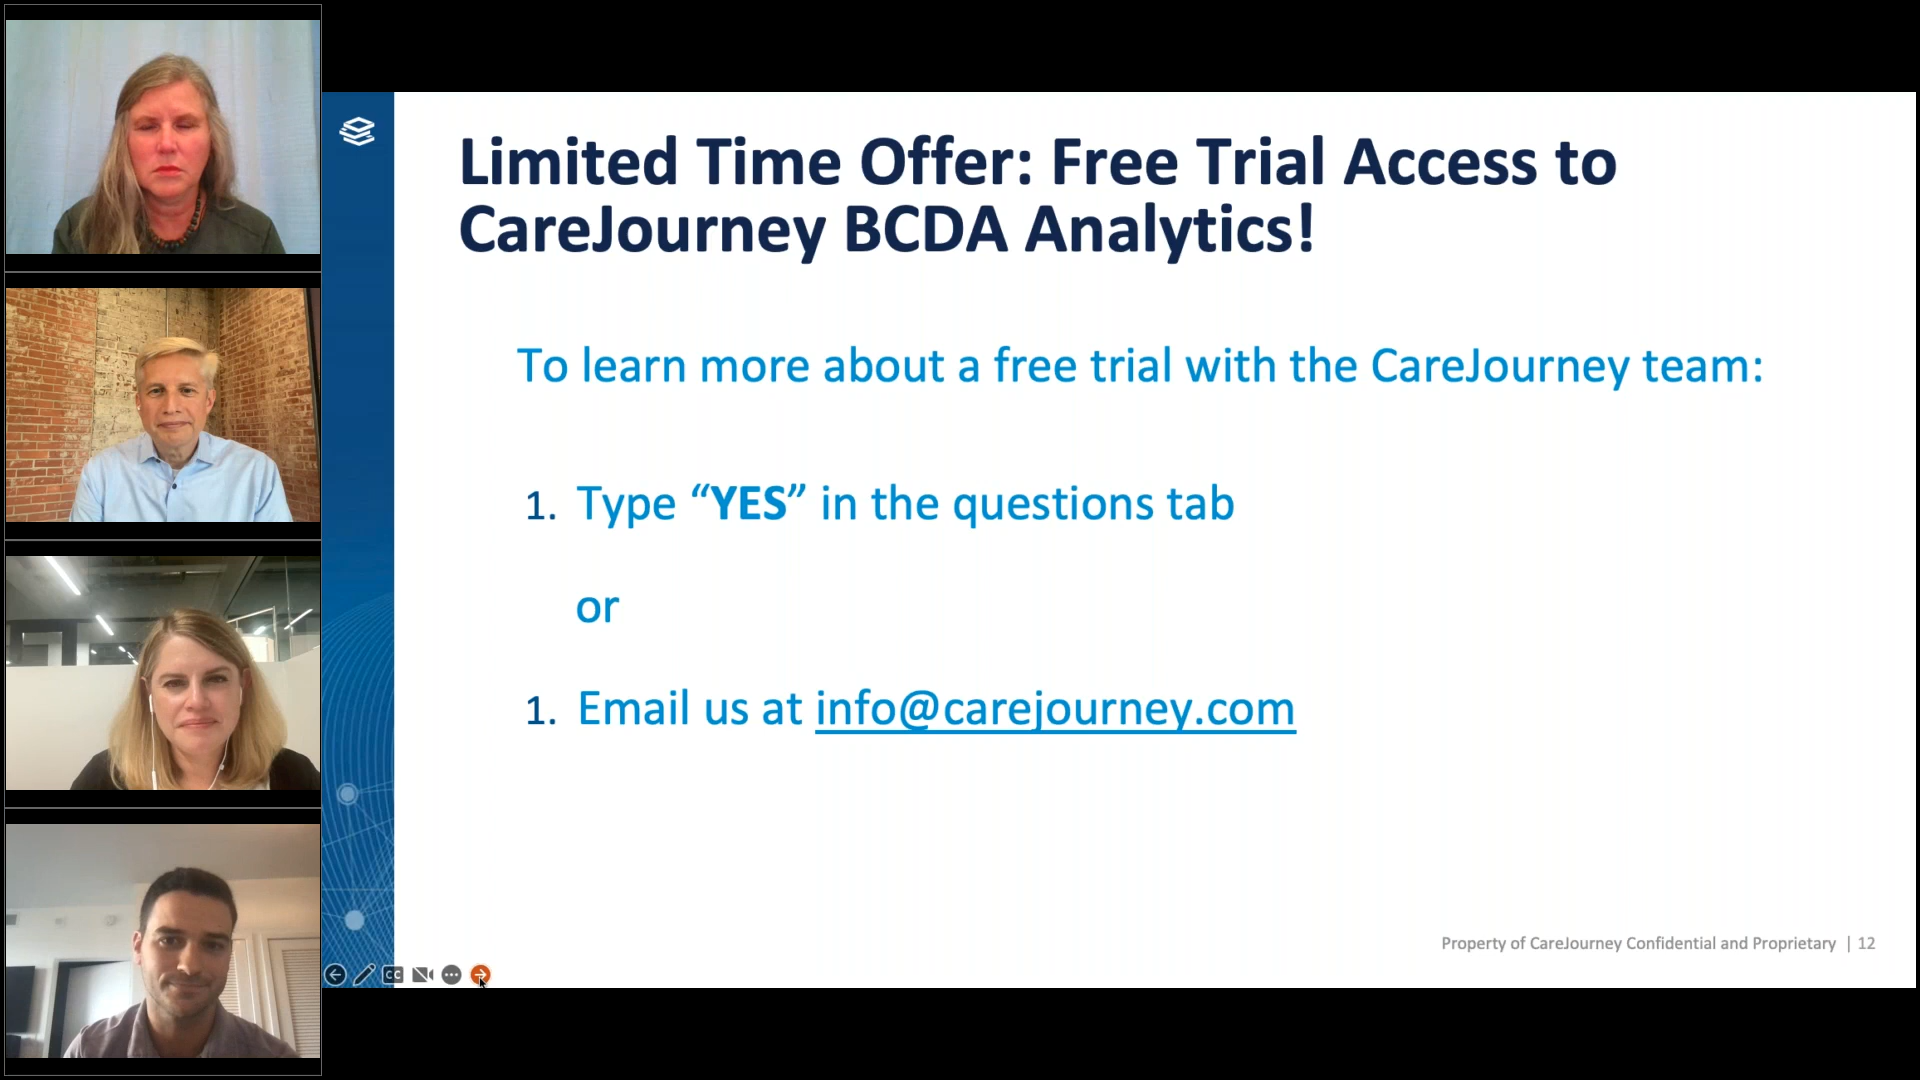 Limited Time Offer: Free Trial Access to
CareJourney BCDA Analytics!
To learn more about a free trial with the CareJourney team:
1. Type “YES” in the questions tab
or
1. Email us at info@carejourney.com
Property of CareJourney Confidential and Proprietary | 12
CC